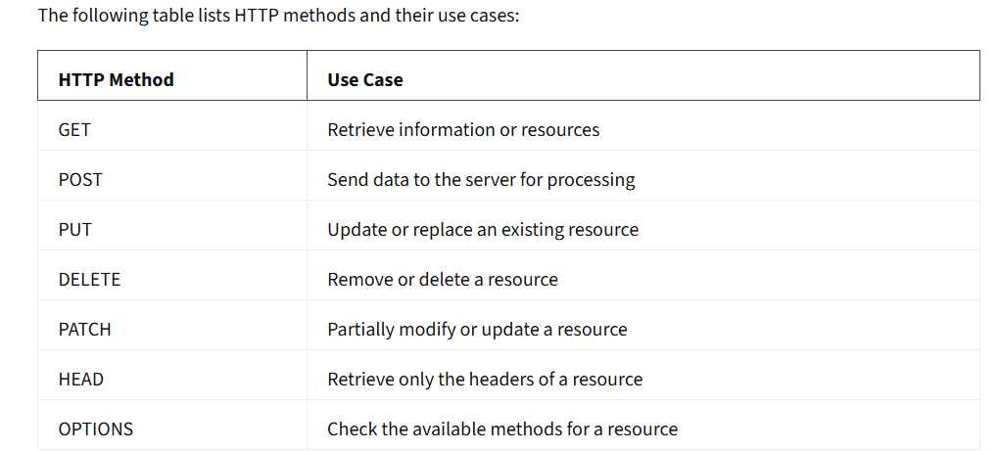 The following table lists HTTP methods and their use cases:
HTTP Method Use Case
GET Retrieve information or resources
POST Send data to the server for processing
PUT Update or replace an existing resource
DELETE Remove or delete a resource
PATCH Partially modify or update a resource
HEAD Retrieve only the headers of a resource
OPTIONS Check the available methods for a resource